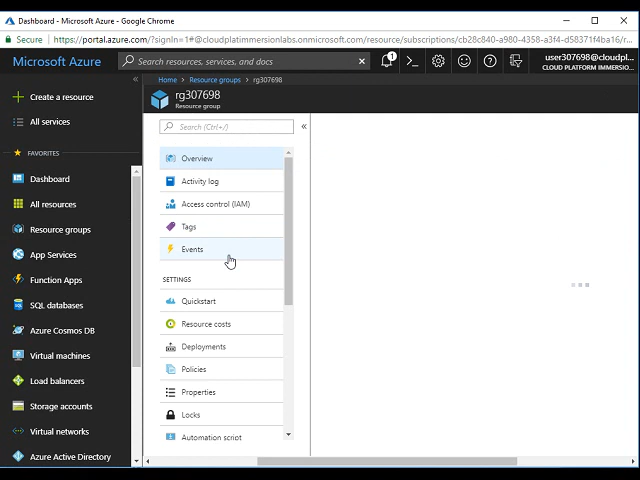 Dashboard - Microsoft Azure - Google Chrome
Secure https://portal.azure.com/?signIn=1#@cloudplatimmersionlabs.onmicrosoft.com/resource/subscriptions/cb28c840-a980-4358-a3f4-d58371f4ba16/r...
Microsoft Azure
Search resources, services, and docs
1
user307698@cloudpl...
CLOUD PLATFORM IMMERSIO...
Home > Resource groups > rg307698
rg307698
Resource group
Create a resource
All services
FAVORITES
Dashboard
All resources
Resource groups
App Services
Function Apps
SQL databases
Azure Cosmos DB
Virtual machines
Load balancers
Storage accounts
Virtual networks
Azure Active Directory
Search (Ctrl+/)
Overview
Activity log
Access control (IAM)
Tags
Events
SETTINGS
Quickstart
Resource costs
Deployments
Policies
Properties
Locks
Automation script